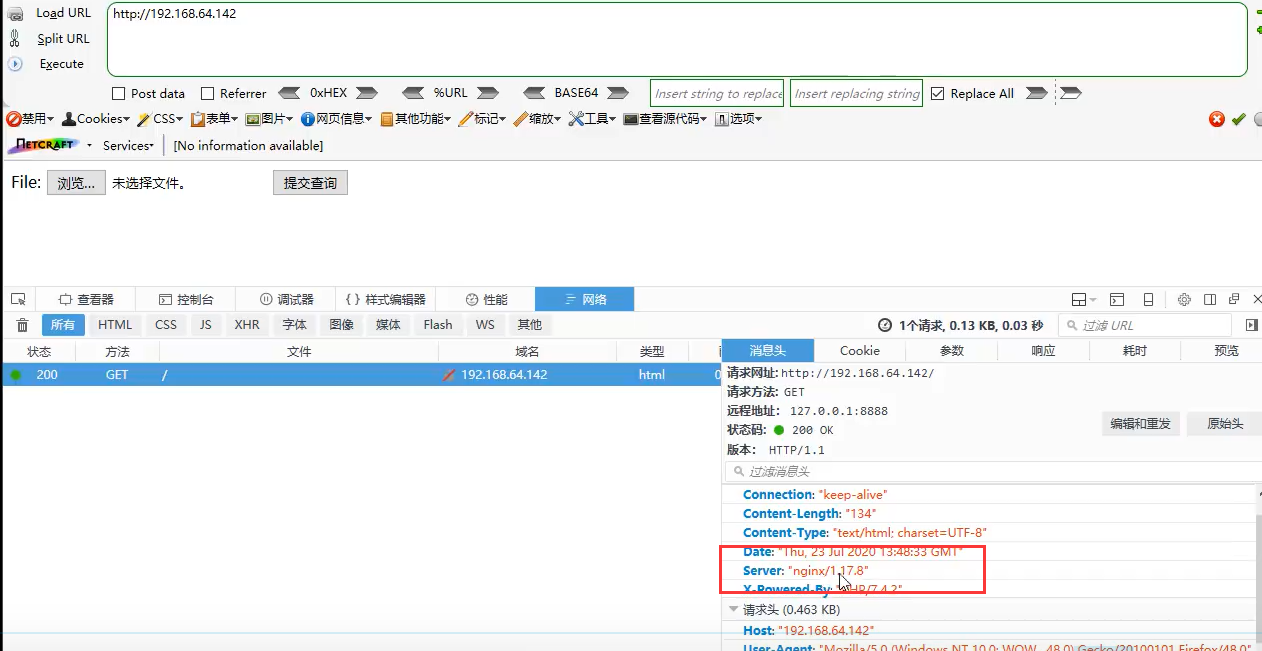 Load URL
http://192.168.64.142
Split URL
Execute
Post data Referrer 0xHEX %URL BASE64 Insert string to replace Insert replacing string Replace All
禁用 Cookies CSS 表单 图片 网页信息 其他功能 标记 缩放 工具 查看源代码 选项
NETCRAFT Services [No information available]
File: 浏览... 未选择文件。 提交查询
查看器 控制台 调试器 {} 样式编辑器 性能 网络
所有 HTML CSS JS XHR 字体 图像 媒体 Flash WS 其他 1个请求, 0.13 KB, 0.03 秒 过滤 URL
状态 方法 文件 域名 类型 消息头 Cookie 参数 响应 耗时 预览
200 GET / 192.168.64.142 html 0
请求网址: http://192.168.64.142/
请求方法: GET
远程地址: 127.0.0.1:8888
状态码: 200 OK 编辑和重发 原始头
版本: HTTP/1.1
过滤消息头
Connection: "keep-alive"
Content-Length: "134"
Content-Type: "text/html; charset=UTF-8"
Date: "Thu, 23 Jul 2020 13:48:33 GMT"
Server: "nginx/1.17.8"
X-Powered-By: "PHP/7.4.2"
请求头 (0.463 KB)
Host: "192.168.64.142"
User-Agent: "Mozilla/5.0 (Windows NT 10.0; WOW...48.0) Gecko/20100101 Firefox/48.0"